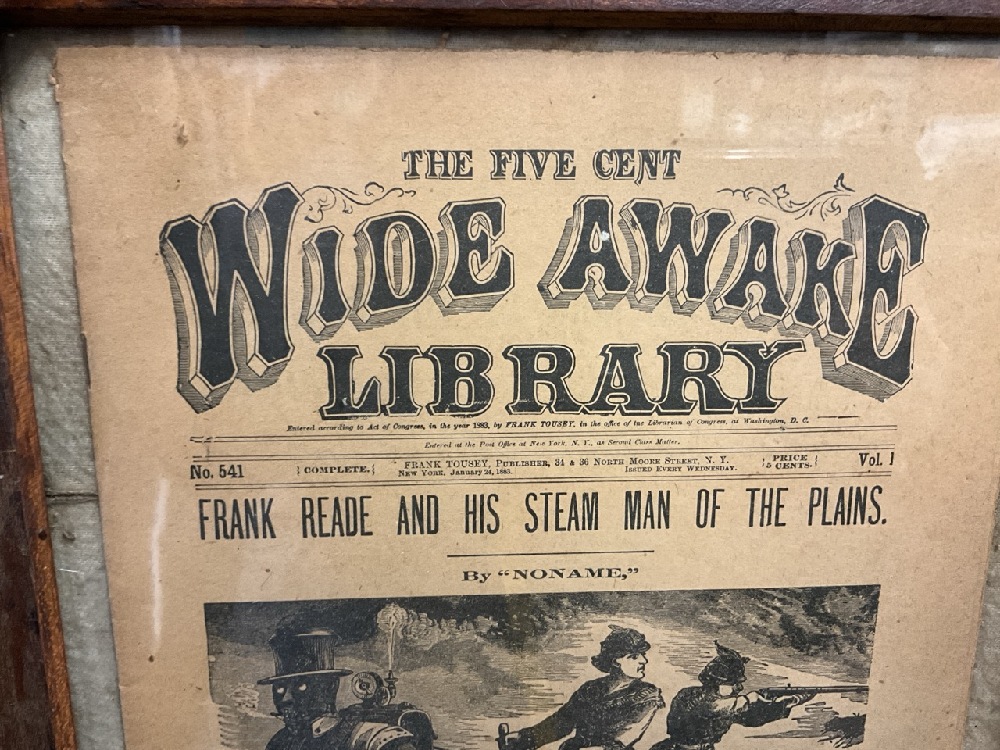 THE FIVE CENT
WIDE AWAKE
LIBRARY
Entered according to Act of Congress, in the year 1883, by FRANK TOUSEY, in the office of the Librarian of Congress, at Washington, D. C.
Entered at the Post Office at New York, N. Y., as Second Class Matter.
No. 541 {COMPLETE.} FRANK TOUSEY, PUBLISHER, 34 & 36 NORTH MOORE STREET, N. Y. {PRICE 5 CENTS.} Vol. I
NEW YORK, January 24, 1883. ISSUED EVERY WEDNESDAY.
FRANK READE AND HIS STEAM MAN OF THE PLAINS.
By "NONAME,"